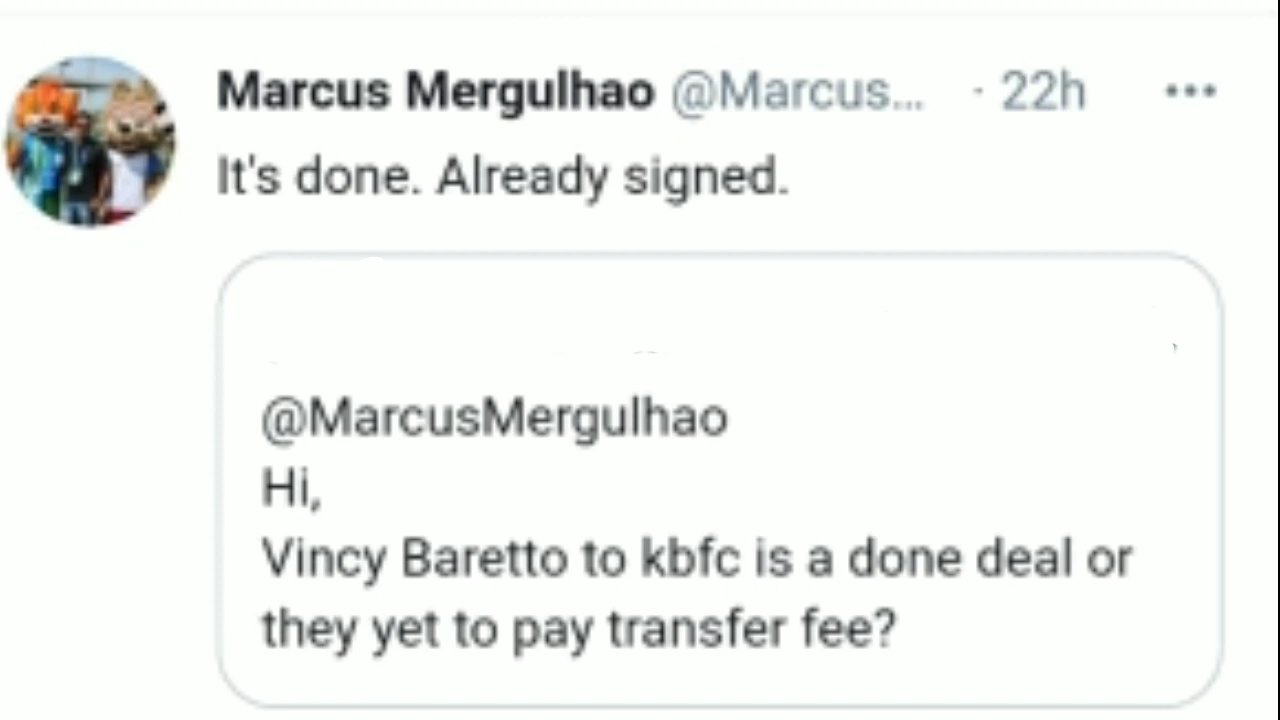 Marcus Mergulhao @Marcus... · 22h
It's done. Already signed.
@MarcusMergulhao
Hi,
Vincy Baretto to kbfc is a done deal or
they yet to pay transfer fee?